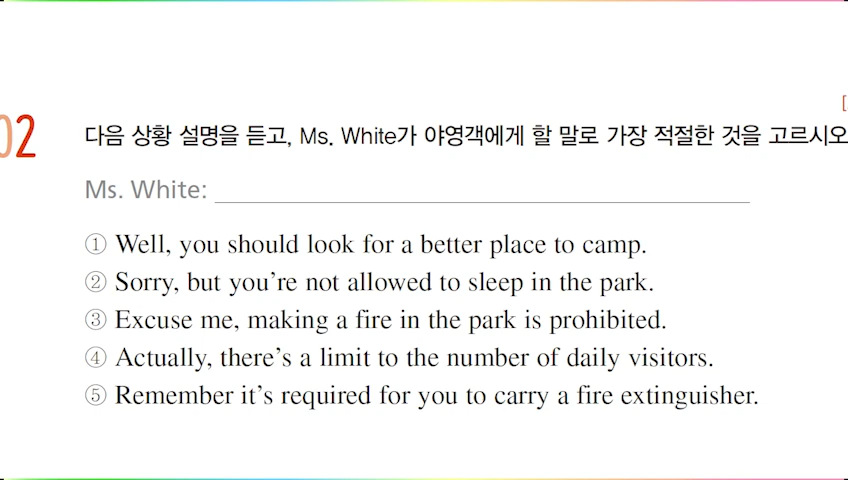 02
다음 상황 설명을 듣고, Ms. White가 야영객에게 할 말로 가장 적절한 것을 고르시오
Ms. White:
① Well, you should look for a better place to camp.
② Sorry, but you're not allowed to sleep in the park.
③ Excuse me, making a fire in the park is prohibited.
④ Actually, there's a limit to the number of daily visitors.
⑤ Remember it's required for you to carry a fire extinguisher.